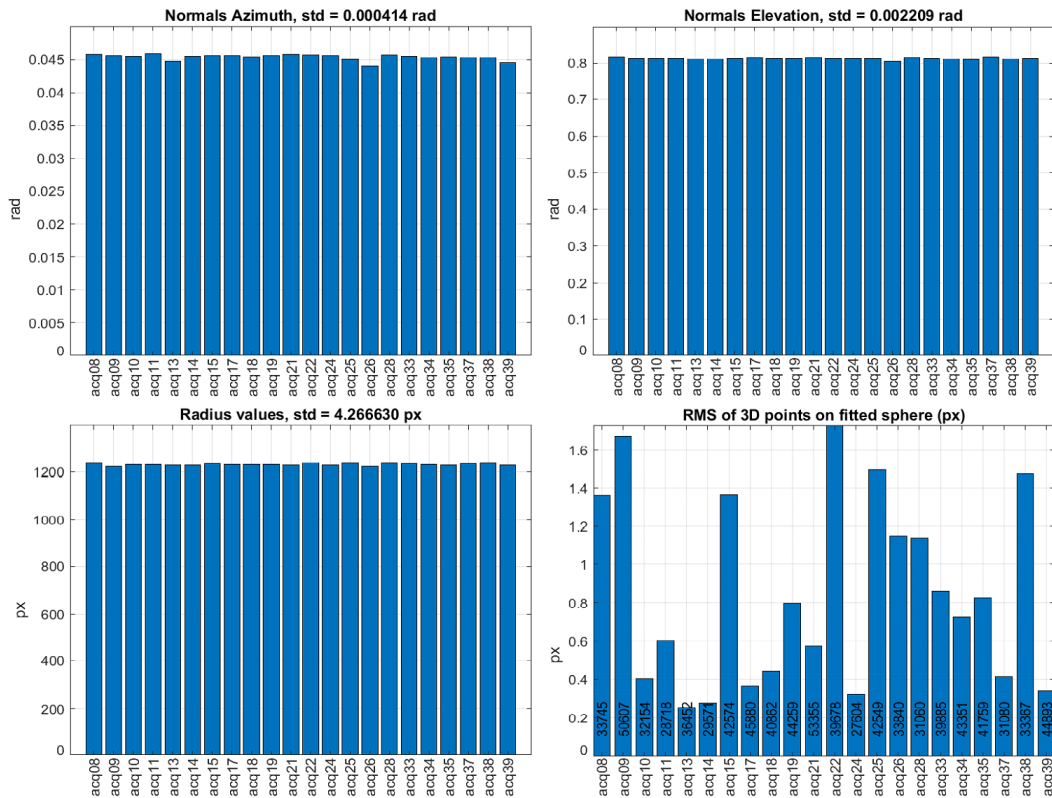 Normals Azimuth, std = 0.000414 rad
rad
0.045
0.04
0.035
0.03
0.025
0.02
0.015
0.01
0.005
0
acq08 acq09 acq10 acq11 acq13 acq14 acq15 acq17 acq18 acq19 acq21 acq22 acq24 acq25 acq26 acq28 acq33 acq34 acq35 acq37 acq38 acq39
Normals Elevation, std = 0.002209 rad
rad
0.8
0.7
0.6
0.5
0.4
0.3
0.2
0.1
0
acq08 acq09 acq10 acq11 acq13 acq14 acq15 acq17 acq18 acq19 acq21 acq22 acq24 acq25 acq26 acq28 acq33 acq34 acq35 acq37 acq38 acq39
Radius values, std = 4.266630 px
px
1200
1000
800
600
400
200
0
acq08 acq09 acq10 acq11 acq13 acq14 acq15 acq17 acq18 acq19 acq21 acq22 acq24 acq25 acq26 acq28 acq33 acq34 acq35 acq37 acq38 acq39
RMS of 3D points on fitted sphere (px)
px
1.6
1.4
1.2
1
0.8
0.6
0.4
0.2
0
33745 50607 32154 28718 36452 29571 42574 45880 40862 44259 53355 39678 27604 42549 33840 31060 39885 43351 41759 31080 33367 44893
acq08 acq09 acq10 acq11 acq13 acq14 acq15 acq17 acq18 acq19 acq21 acq22 acq24 acq25 acq26 acq28 acq33 acq34 acq35 acq37 acq38 acq39